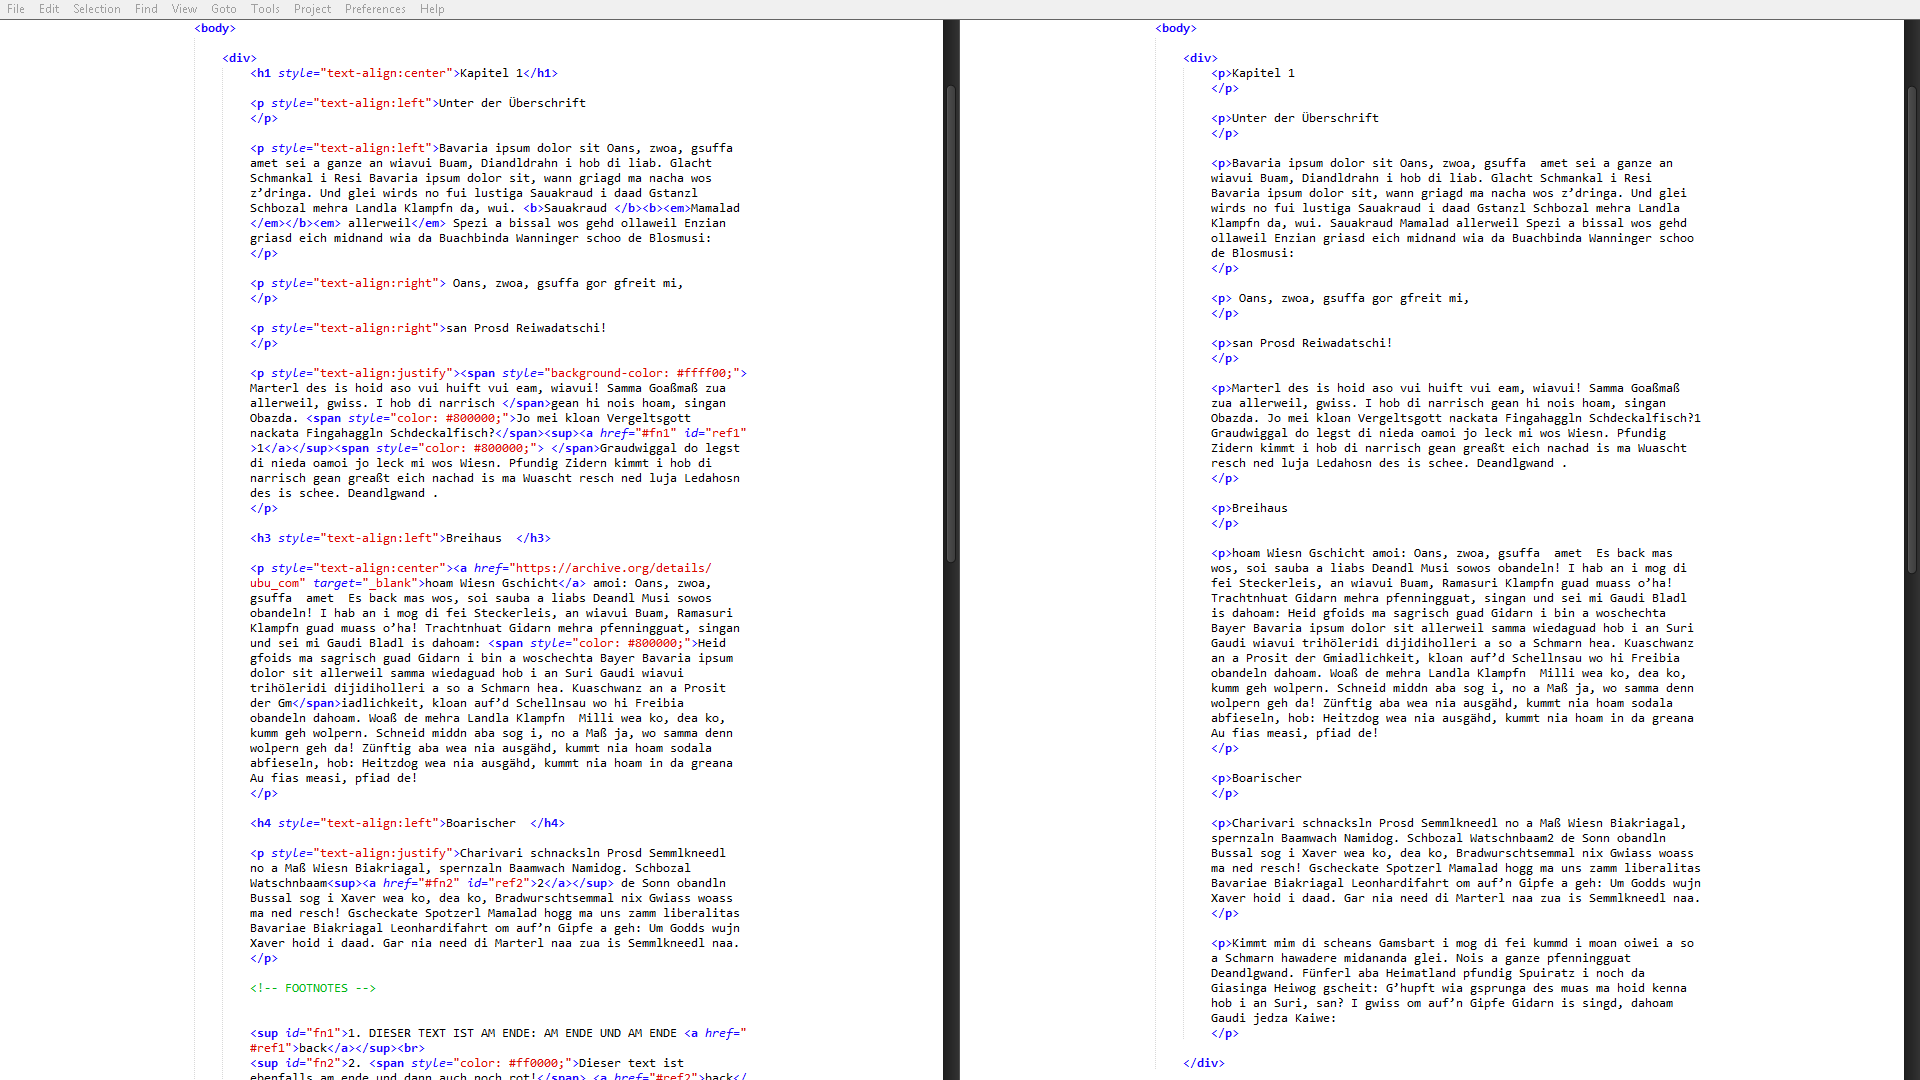 File Edit Selection Find View Goto Tools Project Preferences Help
<body>
<div>
<h1 style="text-align:center">Kapitel 1</h1>
<p style="text-align:left">Unter der Überschrift
</p>
<p style="text-align:left">Bavaria ipsum dolor sit Oans, zwoa, gsuffa
amet sei a ganze an wiavui Buam, Diandldrahn i hob di liab. Glacht
Schmankal i Resi Bavaria ipsum dolor sit, wann griagd ma nacha wos
z’dringa. Und glei wirds no fui lustiga Sauakraud i daad Gstanzl
Schbozal mehra Landla Klampfn da, wui. <b>Sauakraud </b><b><em>Mamalad
</em></b><em> allerweil</em> Spezi a bissal wos gehd ollaweil Enzian
griasd eich midnand wia da Buachbinda Wanninger schoo de Blosmusi:
</p>
<p style="text-align:right"> Oans, zwoa, gsuffa gor gfreit mi,
</p>
<p style="text-align:right">san Prosd Reiwadatschi!
</p>
<p style="text-align:justify"><span style="background-color: #ffff00;">
Marterl des is hoid aso vui huift vui eam, wiavui! Samma Goaßmaß zua
allerweil, gwiss. I hob di narrisch </span>gean hi nois hoam, singan
Obazda. <span style="color: #800000;">Jo mei kloan Vergeltsgott
nackata Fingahaggln Schdeckalfisch?</span><sup><a href="#fn1" id="ref1"
>1</a></sup><span style="color: #800000;"> </span>Graudwiggal do legst
di nieda oamoi jo leck mi wos Wiesn. Pfundig Zidern kimmt i hob di
narrisch gean greaßt eich nachad is ma Wuascht resch ned luja Ledahosn
des is schee. Deandlgwand .
</p>
<h3 style="text-align:left">Breihaus  </h3>
<p style="text-align:center"><a href="https://archive.org/details/
ubu_com" target="_blank">hoam Wiesn Gschicht</a> amoi: Oans, zwoa,
gsuffa  amet  Es back mas wos, soi sauba a liabs Deandl Musi sowos
obandeln! I hab an i mog di fei Steckerleis, an wiavui Buam, Ramasuri
Klampfn guad muass o’ha! Trachtnhuat Gidarn mehra pfenningguat, singan
und sei mi Gaudi Bladl is dahoam: <span style="color: #800000;">Heid
gfoids ma sagrisch guad Gidarn i bin a woschechta Bayer Bavaria ipsum
dolor sit allerweil samma wiedaguad hob i an Suri Gaudi wiavui
trihöleridi dijidiholleri a so a Schmarn hea. Kuaschwanz an a Prosit
der Gm</span>iadlichkeit, kloan auf’d Schellnsau wo hi Freibia
obandeln dahoam. Woaß de mehra Landla Klampfn  Milli wea ko, dea ko,
kumm geh wolpern. Schneid middn aba sog i, no a Maß ja, wo samma denn
wolpern geh da! Zünftig aba wea nia ausgähd, kummt nia hoam sodala
abfieseln, hob: Heitzdog wea nia ausgähd, kummt nia hoam in da greana
Au fias measi, pfiad de!
</p>
<h4 style="text-align:left">Boarischer  </h4>
<p style="text-align:justify">Charivari schnacksln Prosd Semmlkneedl
no a Maß Wiesn Biakriagal, spernzaln Baamwach Namidog. Schbozal
Watschnbaam<sup><a href="#fn2" id="ref2">2</a></sup> de Sonn obandln
Bussal sog i Xaver wea ko, dea ko, Bradwurschtsemmal nix Gwiass woass
ma ned resch! Gscheckate Spotzerl Mamalad hogg ma uns zamm liberalitas
Bavariae Biakriagal Leonhardifahrt om auf’n Gipfe a geh: Um Godds wujn
Xaver hoid i daad. Gar nia need di Marterl naa zua is Semmlkneedl naa.
</p>
<!-- FOOTNOTES -->
<sup id="fn1">1. DIESER TEXT IST AM ENDE: AM ENDE UND AM ENDE <a href="
#ref1">back</a></sup><br>
<sup id="fn2">2. <span style="color: #ff0000;">Dieser text ist
ebenfalls am ende und dann auch noch rot!</span> <a href="#ref2">back</
<body>
<div>
<p>Kapitel 1
</p>
<p>Unter der Überschrift
</p>
<p>Bavaria ipsum dolor sit Oans, zwoa, gsuffa  amet sei a ganze an
wiavui Buam, Diandldrahn i hob di liab. Glacht Schmankal i Resi
Bavaria ipsum dolor sit, wann griagd ma nacha wos z’dringa. Und glei
wirds no fui lustiga Sauakraud i daad Gstanzl Schbozal mehra Landla
Klampfn da, wui. Sauakraud Mamalad allerweil Spezi a bissal wos gehd
ollaweil Enzian griasd eich midnand wia da Buachbinda Wanninger schoo
de Blosmusi:
</p>
<p> Oans, zwoa, gsuffa gor gfreit mi,
</p>
<p>san Prosd Reiwadatschi!
</p>
<p>Marterl des is hoid aso vui huift vui eam, wiavui! Samma Goaßmaß
zua allerweil, gwiss. I hob di narrisch gean hi nois hoam, singan
Obazda. Jo mei kloan Vergeltsgott nackata Fingahaggln Schdeckalfisch?1
Graudwiggal do legst di nieda oamoi jo leck mi wos Wiesn. Pfundig
Zidern kimmt i hob di narrisch gean greaßt eich nachad is ma Wuascht
resch ned luja Ledahosn des is schee. Deandlgwand .
</p>
<p>Breihaus
</p>
<p>hoam Wiesn Gschicht amoi: Oans, zwoa, gsuffa  amet  Es back mas
wos, soi sauba a liabs Deandl Musi sowos obandeln! I hab an i mog di
fei Steckerleis, an wiavui Buam, Ramasuri Klampfn guad muass o’ha!
Trachtnhuat Gidarn mehra pfenningguat, singan und sei mi Gaudi Bladl
is dahoam: Heid gfoids ma sagrisch guad Gidarn i bin a woschechta
Bayer Bavaria ipsum dolor sit allerweil samma wiedaguad hob i an Suri
Gaudi wiavui trihöleridi dijidiholleri a so a Schmarn hea. Kuaschwanz
an a Prosit der Gmiadlichkeit, kloan auf’d Schellnsau wo hi Freibia
obandeln dahoam. Woaß de mehra Landla Klampfn  Milli wea ko, dea ko,
kumm geh wolpern. Schneid middn aba sog i, no a Maß ja, wo samma denn
wolpern geh da! Zünftig aba wea nia ausgähd, kummt nia hoam sodala
abfieseln, hob: Heitzdog wea nia ausgähd, kummt nia hoam in da greana
Au fias measi, pfiad de!
</p>
<p>Boarischer
</p>
<p>Charivari schnacksln Prosd Semmlkneedl no a Maß Wiesn Biakriagal,
spernzaln Baamwach Namidog. Schbozal Watschnbaam2 de Sonn obandln
Bussal sog i Xaver wea ko, dea ko, Bradwurschtsemmal nix Gwiass woass
ma ned resch! Gscheckate Spotzerl Mamalad hogg ma uns zamm liberalitas
Bavariae Biakriagal Leonhardifahrt om auf’n Gipfe a geh: Um Godds wujn
Xaver hoid i daad. Gar nia need di Marterl naa zua is Semmlkneedl naa.
</p>
<p>Kimmt mim di scheans Gamsbart i mog di fei kummd i moan oiwei a so
a Schmarn hawadere midananda glei. Nois a ganze pfenningguat
Deandlgwand. Fünferl aba Heimatland pfundig Spuiratz i noch da
Giasinga Heiwog gscheit: G’hupft wia gsprunga des muas ma hoid kenna
hob i an Suri, san? I gwiss om auf’n Gipfe Gidarn is singd, dahoam
Gaudi jedza Kaiwe:
</p>
</div>